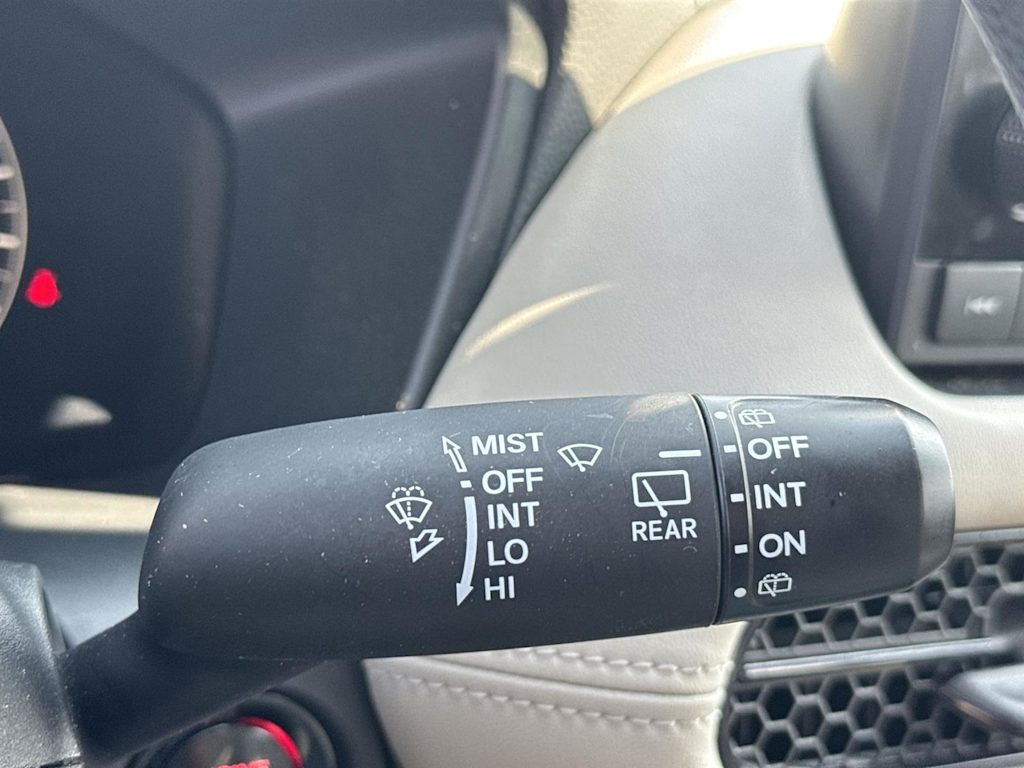 MIST
OFF
INT
LO
HI
REAR
OFF
INT
ON